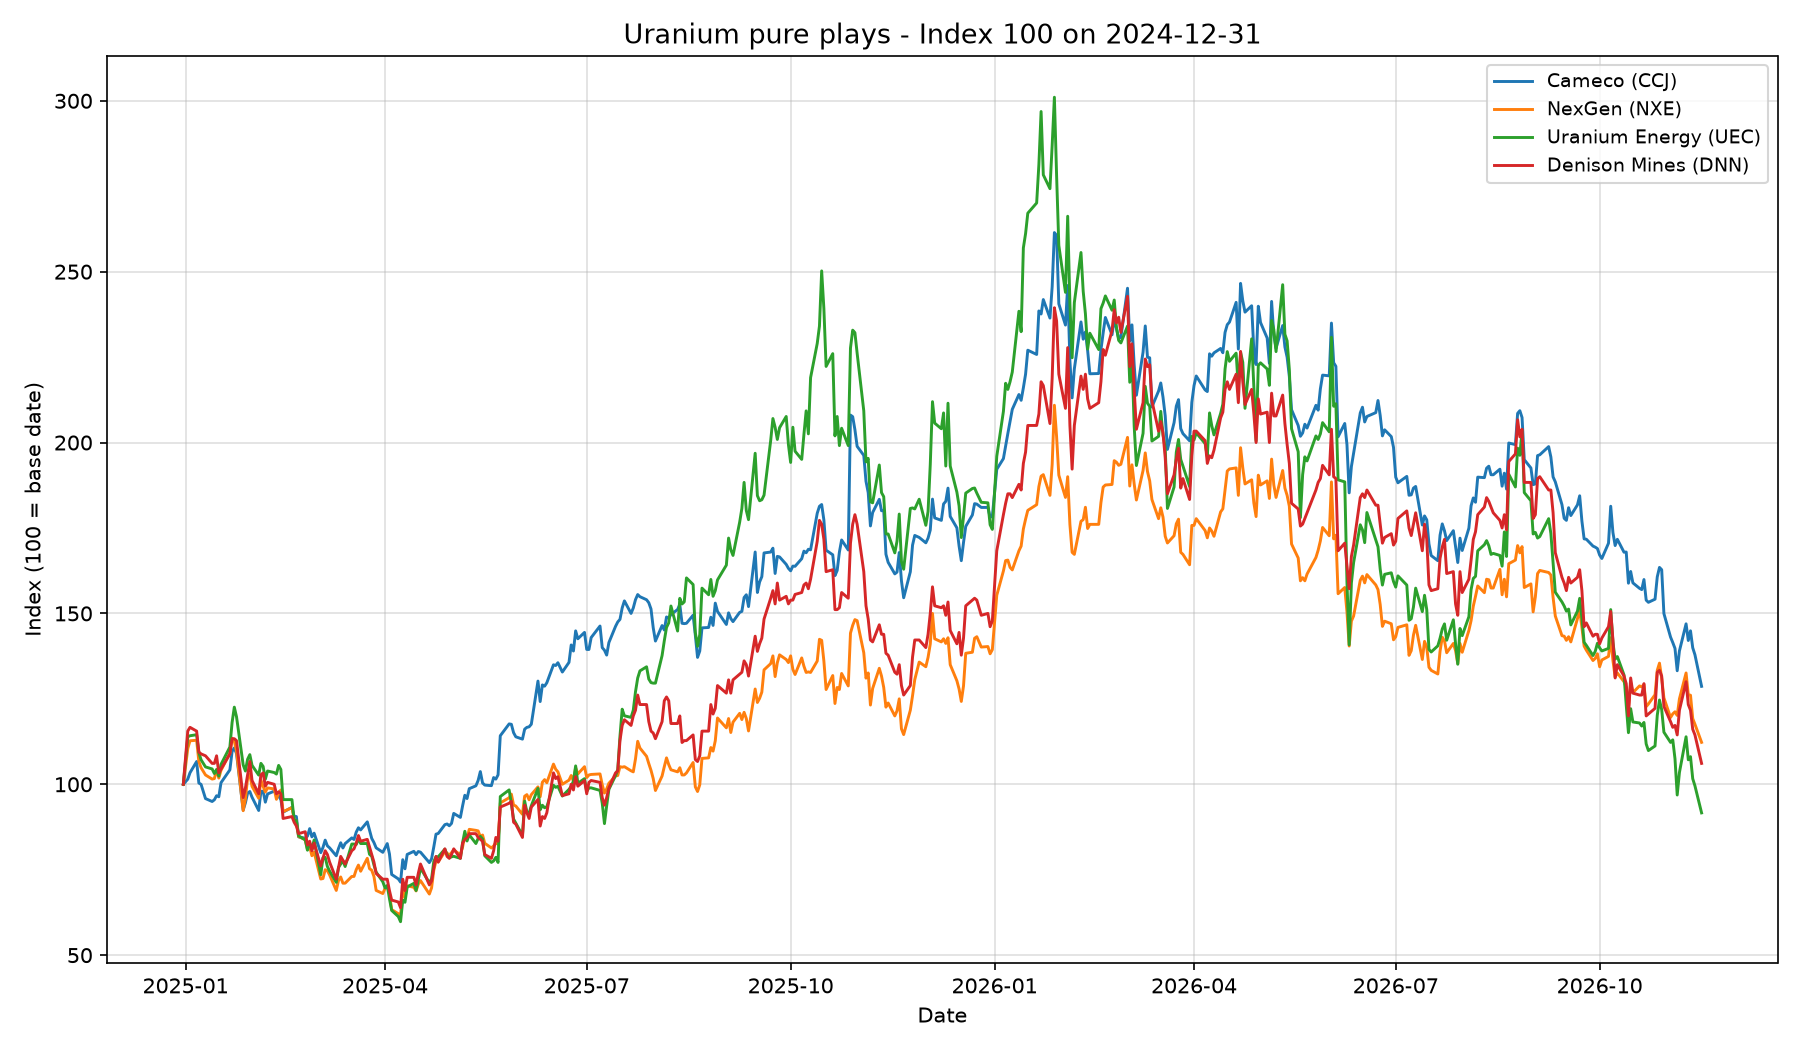 Uranium pure plays - Index 100 on 2024-12-31
Cameco (CCJ)
NexGen (NXE)
Uranium Energy (UEC)
Denison Mines (DNN)
Index (100 = base date)
300
250
200
150
100
50
2025-01
2025-04
2025-07
2025-10
2026-01
2026-04
2026-07
2026-10
Date